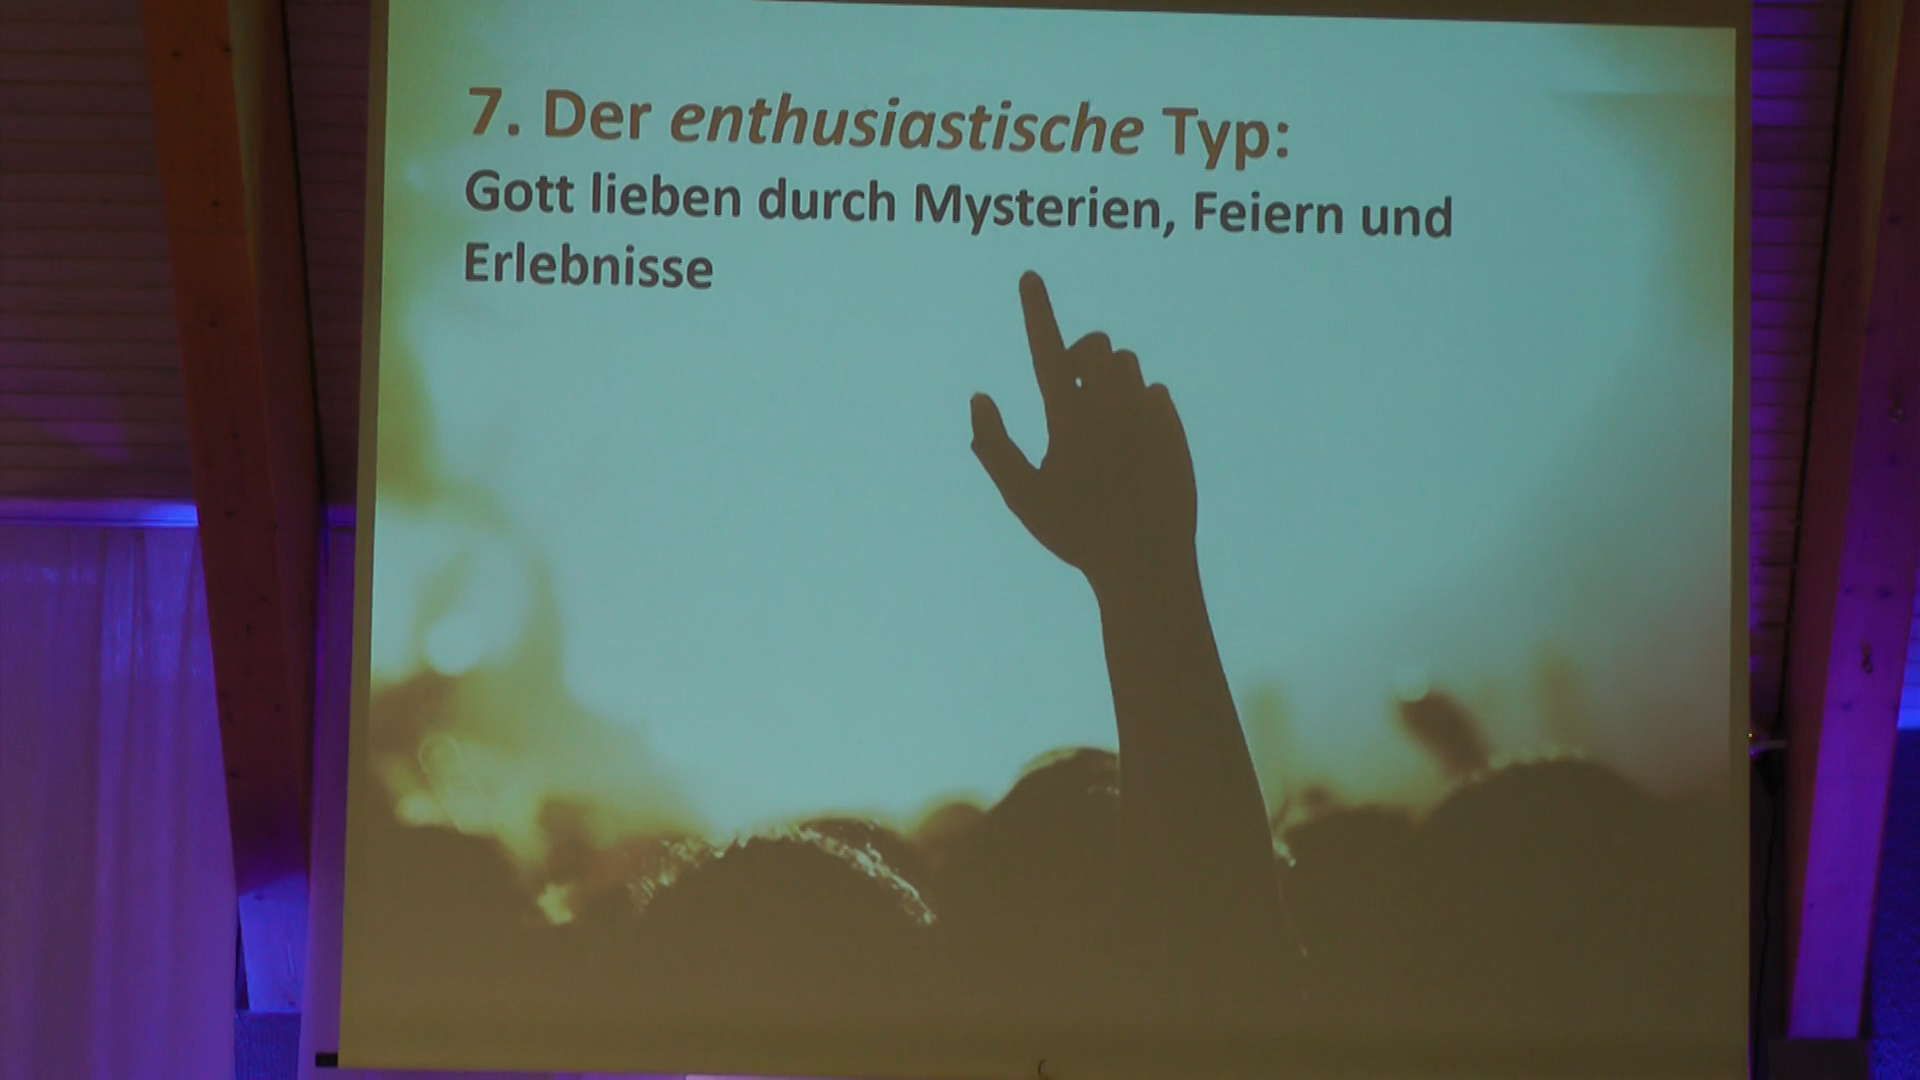 7. Der enthusiastische Typ:
Gott lieben durch Mysterien, Feiern und
Erlebnisse